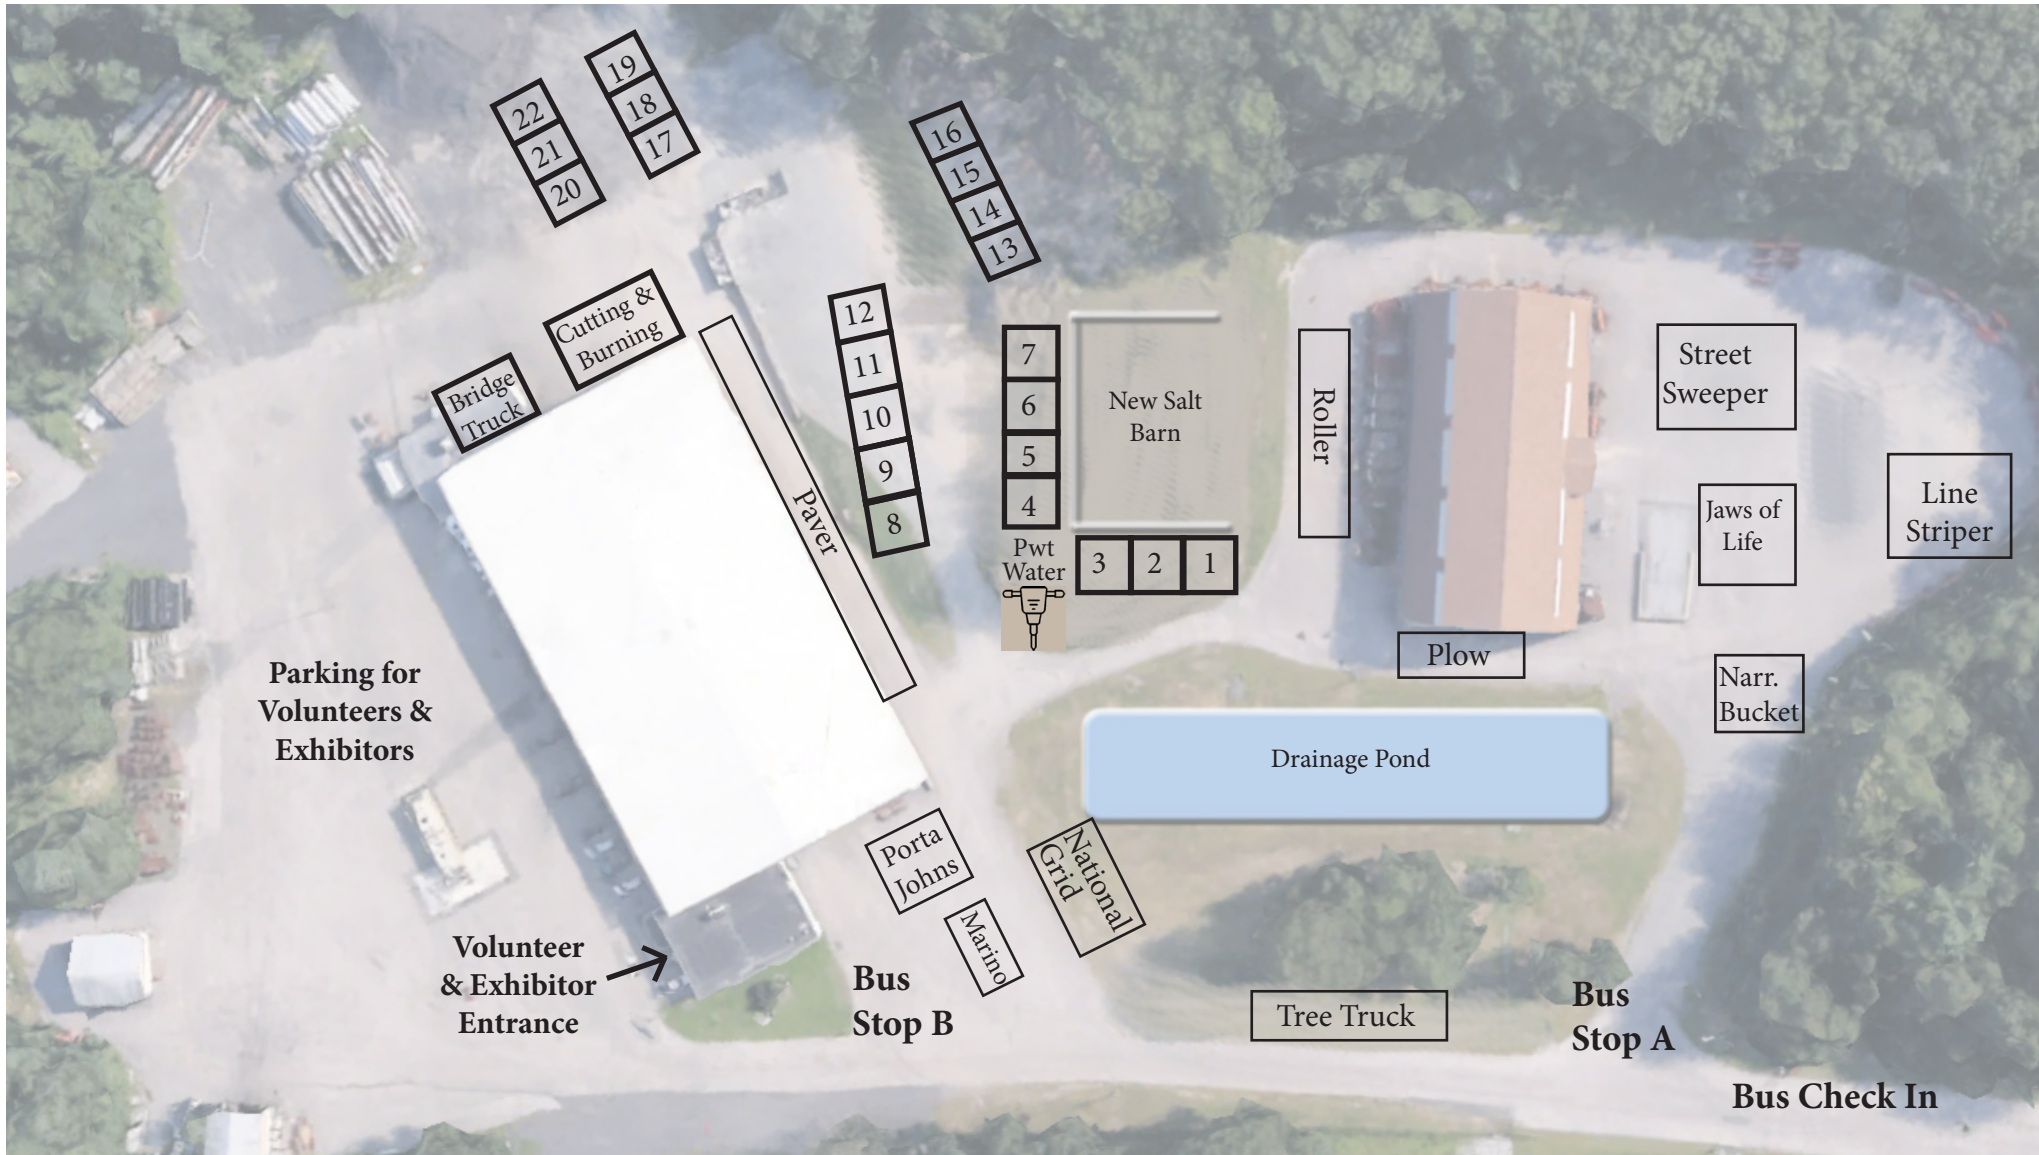 19
18
17
22
21
20
16
15
14
13
Cutting &
Burning
Bridge
Truck
12
11
10
9
8
Paver
7
6
5
4
New Salt
Barn
Pwt
Water
3 2 1
Roller
Street
Sweeper
Line
Striper
Jaws of
Life
Plow
Narr.
Bucket
Parking for
Volunteers &
Exhibitors
Drainage Pond
Porta
Johns
National
Grid
Marino
Volunteer
& Exhibitor
Entrance
Bus
Stop B
Tree Truck
Bus
Stop A
Bus Check In